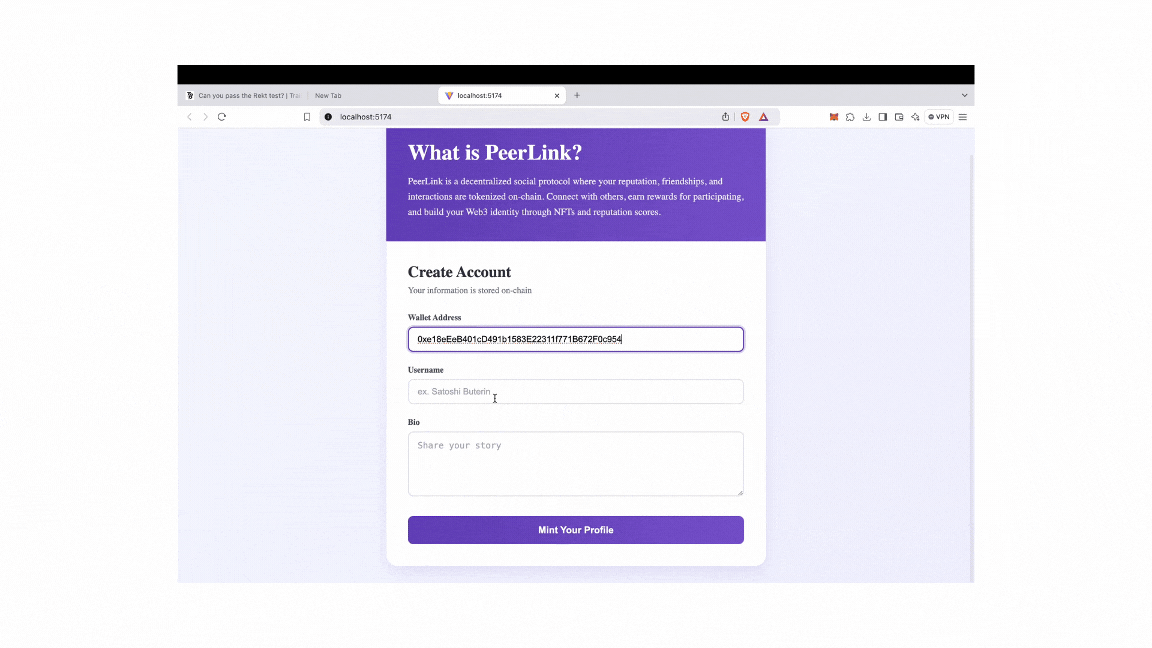 Can you pass the Rekt test? | Tra
New Tab
localhost:5174
localhost:5174
VPN
What is PeerLink?
PeerLink is a decentralized social protocol where your reputation, friendships, and
interactions are tokenized on-chain. Connect with others, earn rewards for participating,
and build your Web3 identity through NFTs and reputation scores.
Create Account
Your information is stored on-chain
Wallet Address
0xe18eEeB401cD491b1583E22311f771B672F0c954
Username
ex. Satoshi Buterin
Bio
Share your story
Mint Your Profile